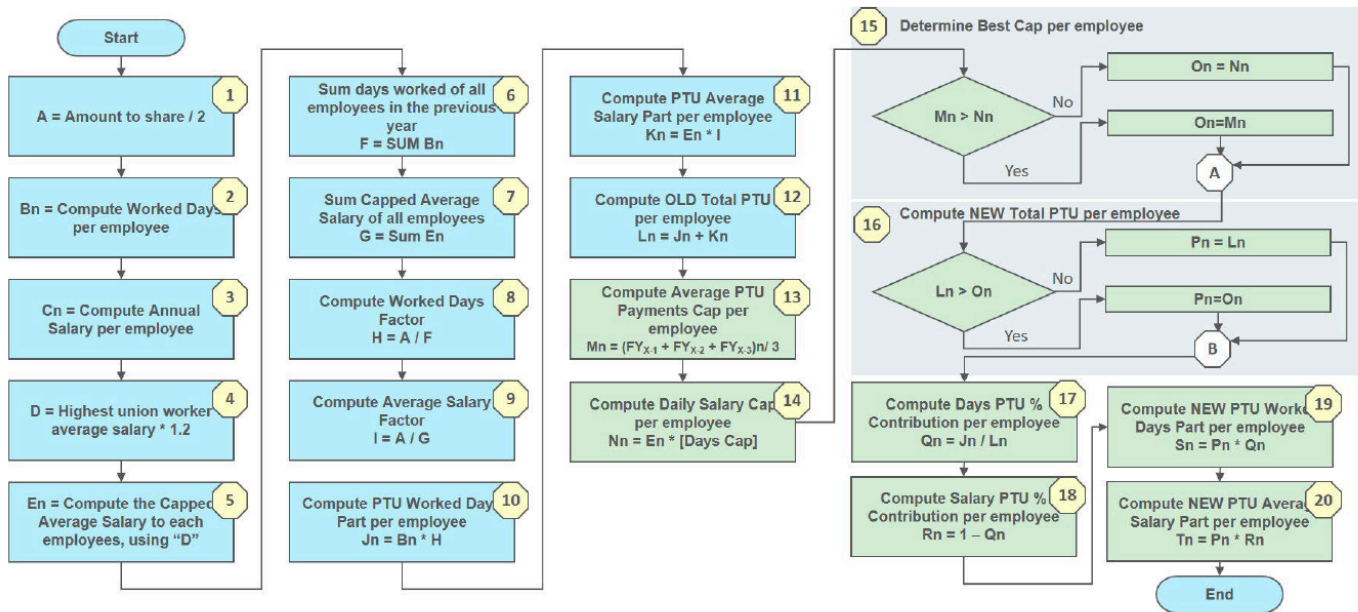 Start
1
A = Amount to share / 2
2
Bn = Compute Worked Days
per employee
3
Cn = Compute Annual
Salary per employee
4
D = Highest union worker
average salary * 1.2
5
En = Compute the Capped
Average Salary to each
employees, using “D”
6
Sum days worked of all
employees in the previous
year
F = SUM Bn
7
Sum Capped Average
Salary of all employees
G = Sum En
8
Compute Worked Days
Factor
H = A / F
9
Compute Average Salary
Factor
I = A / G
10
Compute PTU Worked Days
Part per employee
Jn = Bn * H
11
Compute PTU Average
Salary Part per employee
Kn = En * I
12
Compute OLD Total PTU
per employee
Ln = Jn + Kn
13
Compute Average PTU
Payments Cap per
employee
Mn = (FYX-1 + FYX-2 + FYX-3)n/ 3
14
Compute Daily Salary Cap
per employee
Nn = En * [Days Cap]
15
Determine Best Cap per employee
Mn > Nn
No
On = Nn
Yes
On=Mn
A
16
Compute NEW Total PTU per employee
Ln > On
No
Pn = Ln
Yes
Pn=On
B
17
Compute Days PTU %
Contribution per employee
Qn = Jn / Ln
18
Compute Salary PTU %
Contribution per employee
Rn = 1 – Qn
19
Compute NEW PTU Worked
Days Part per employee
Sn = Pn * Qn
20
Compute NEW PTU Average
Salary Part per employee
Tn = Pn * Rn
End